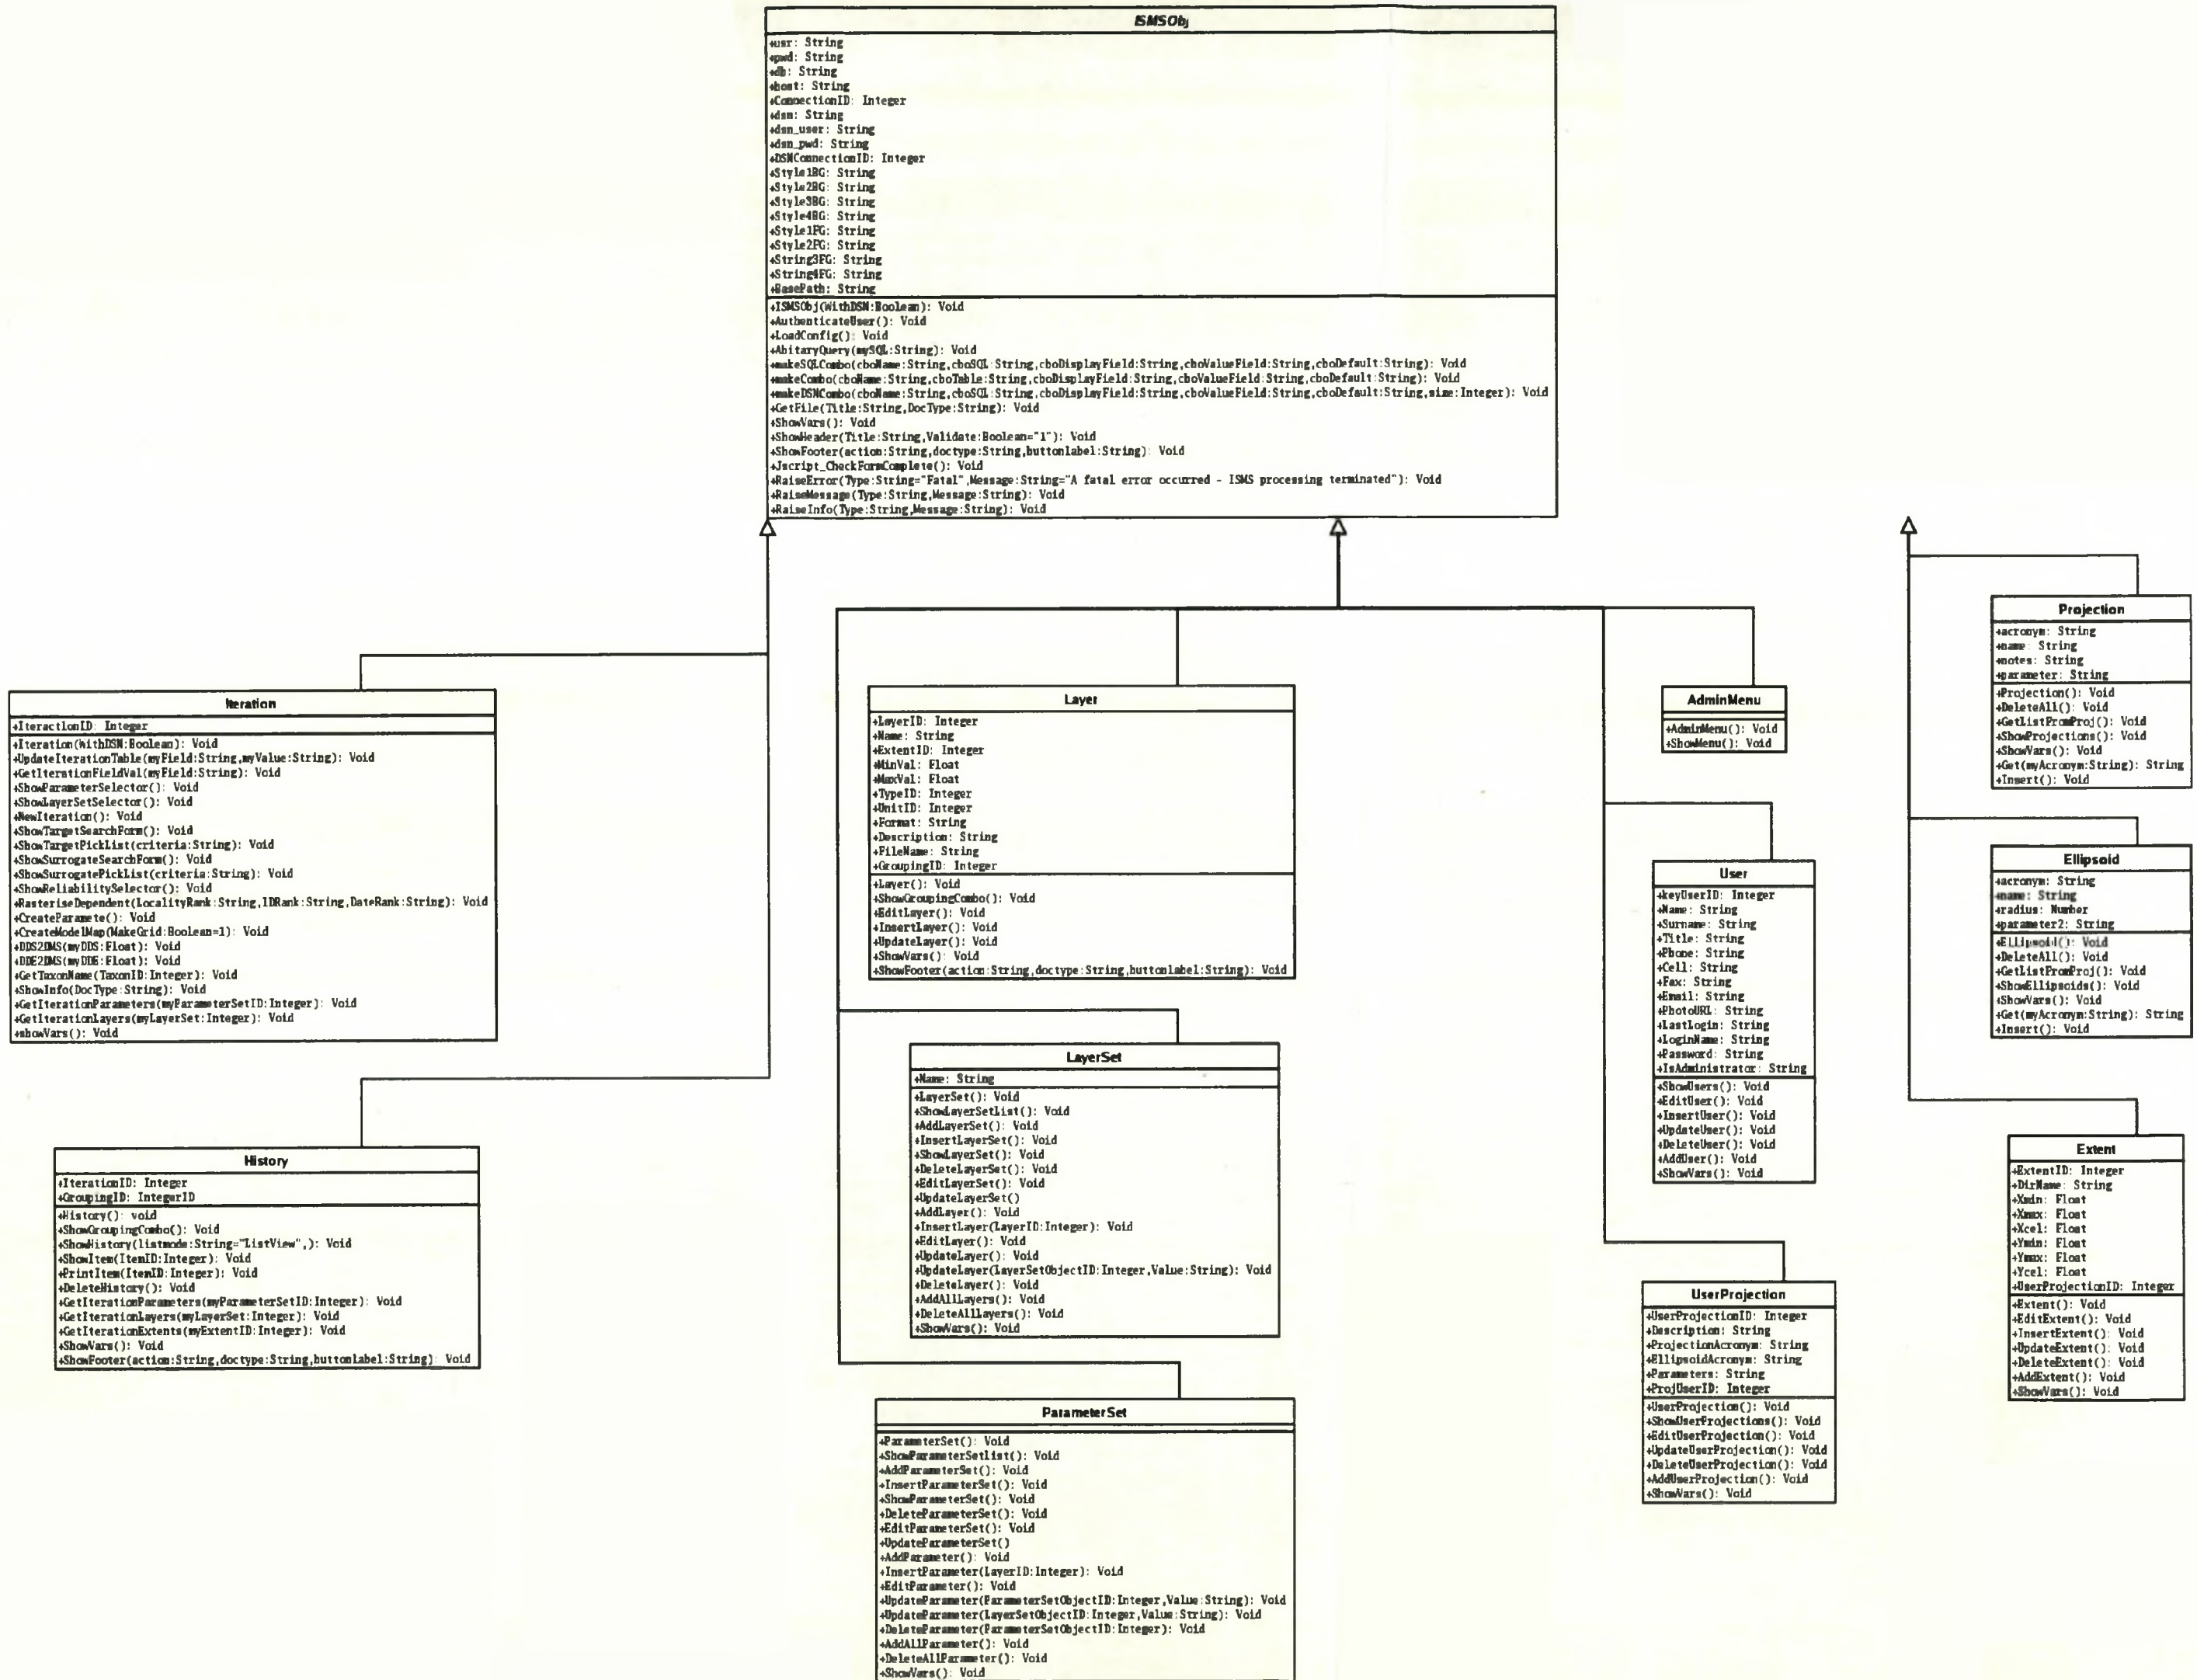 ISMSObj
+usr: String
+pwd: String
+db: String
+host: String
+ConnectionID: Integer
+dsn: String
+dsn_user: String
+dsn_pwd: String
+DSNConnectionID: Integer
+Style1BG: String
+Style2BG: String
+Style3BG: String
+Style4BG: String
+Style1FG: String
+Style2FG: String
+String3FG: String
+String4FG: String
+BasePath: String
+ISMSObj(WithDSN:Boolean): Void
+AuthenticateUser(): Void
+LoadConfig(): Void
+AbitaryQuery(mySQL:String): Void
+makeSQLCombo(cboName:String,cboSQL:String,cboDisplayField:String,cboValueField:String,cboDefault:String): Void
+makeCombo(cboName:String,cboTable:String,cboDisplayField:String,cboValueField:String,cboDefault:String): Void
+makeDSNCombo(cboName:String,cboSQL:String,cboDisplayField:String,cboValueField:String,cboDefault:String,size:Integer): Void
+GetFile(Title:String,DocType:String): Void
+ShowVars(): Void
+ShowHeader(Title:String,Validate:Boolean="1"): Void
+ShowFooter(action:String,doctype:String,buttonlabel:String): Void
+Jscript_CheckFormComplete(): Void
+RaiseError(Type:String="Fatal",Message:String="A fatal error occurred - ISMS processing terminated"): Void
+RaiseMessage(Type:String,Message:String): Void
+RaiseInfo(Type:String,Message:String): Void
Iteration
+IteractionID: Integer
+Iteration(WithDSN:Boolean): Void
+UpdateIterationTable(myField:String,myValue:String): Void
+GetIterationFieldVal(myField:String): Void
+ShowParameterSelector(): Void
+ShowLayerSetSelector(): Void
+NewIteration(): Void
+ShowTargetSearchForm(): Void
+ShowTargetPickList(criteria:String): Void
+ShowSurrogateSearchForm(): Void
+ShowSurrogatePickList(criteria:String): Void
+ShowReliabilitySelector(): Void
+RasteriseDependent(LocalityRank:String,IDRank:String,DateRank:String): Void
+CreateParamete(): Void
+CreateModelMap(MakeGrid:Boolean=1): Void
+DDS2DMS(myDDS:Float): Void
+DDE2DMS(myDDE:Float): Void
+GetTaxonName(TaxonID:Integer): Void
+ShowInfo(DocType:String): Void
+GetIterationParameters(myParameterSetID:Integer): Void
+GetIterationLayers(myLayerSet:Integer): Void
+showVars(): Void
History
+IterationID: Integer
+GroupingID: IntegerID
+History(): void
+ShowGroupingCombo(): Void
+ShowHistory(listmode:String="ListView",): Void
+ShowItem(ItemID:Integer): Void
+PrintItem(ItemID:Integer): Void
+DeleteHistory(): Void
+GetIterationParameters(myParameterSetID:Integer): Void
+GetIterationLayers(myLayerSet:Integer): Void
+GetIterationExtents(myExtentID:Integer): Void
+ShowVars(): Void
+ShowFooter(action:String,doctype:String,buttonlabel:String): Void
Layer
+LayerID: Integer
+Name: String
+ExtentID: Integer
+MinVal: Float
+MaxVal: Float
+TypeID: Integer
+UnitID: Integer
+Format: String
+Description: String
+FileName: String
+GroupingID: Integer
+Layer(): Void
+ShowGroupingCombo(): Void
+EditLayer(): Void
+InsertLayer(): Void
+UpdateLayer(): Void
+ShowVars(): Void
+ShowFooter(action:String,doctype:String,buttonlabel:String): Void
LayerSet
+Name: String
+LayerSet(): Void
+ShowLayerSetList(): Void
+AddLayerSet(): Void
+InsertLayerSet(): Void
+ShowLayerSet(): Void
+DeleteLayerSet(): Void
+EditLayerSet(): Void
+UpdateLayerSet()
+AddLayer(): Void
+InsertLayer(LayerID:Integer): Void
+EditLayer(): Void
+UpdateLayer(): Void
+UpdateLayer(LayerSetObjectID:Integer,Value:String): Void
+DeleteLayer(): Void
+AddAllLayers(): Void
+DeleteAllLayers(): Void
+ShowVars(): Void
ParameterSet
+ParameterSet(): Void
+ShowParameterSetlist(): Void
+AddParameterSet(): Void
+InsertParameterSet(): Void
+ShowParameterSet(): Void
+DeleteParameterSet(): Void
+EditParameterSet(): Void
+UpdateParameterSet()
+AddParameter(): Void
+InsertParameter(LayerID:Integer): Void
+EditParameter(): Void
+UpdateParameter(ParameterSetObjectID:Integer,Value:String): Void
+UpdateParameter(LayerSetObjectID:Integer,Value:String): Void
+DeleteParameter(ParameterSetObjectID:Integer): Void
+AddAllParameter(): Void
+DeleteAllParameter(): Void
+ShowVars(): Void
AdminMenu
+AdminMenu(): Void
+ShowMenu(): Void
User
+keyUserID: Integer
+Name: String
+Surname: String
+Title: String
+Phone: String
+Cell: String
+Fax: String
+Email: String
+PhotoURL: String
+LastLogin: String
+LoginName: String
+Password: String
+IsAdministrator: String
+ShowUsers(): Void
+EditUser(): Void
+InsertUser(): Void
+UpdateUser(): Void
+DeleteUser(): Void
+AddUser(): Void
+ShowVars(): Void
UserProjection
+UserProjectionID: Integer
+Description: String
+ProjectionAcronym: String
+EllipsoidAcronym: String
+Parameters: String
+ProjUserID: Integer
+UserProjection(): Void
+ShowUserProjections(): Void
+EditUserProjection(): Void
+UpdateUserProjection(): Void
+DeleteUserProjection(): Void
+AddUserProjection(): Void
+ShowVars(): Void
Projection
+acronym: String
+name: String
+notes: String
+parameter: String
+Projection(): Void
+DeleteAll(): Void
+GetListFromProj(): Void
+ShowProjections(): Void
+ShowVars(): Void
+Get(myAcronym:String): String
+Insert(): Void
Ellipsoid
+acronym: String
+name: String
+radius: Number
+parameter2: String
+Ellipsoid(): Void
+DeleteAll(): Void
+GetListFromProj(): Void
+ShowEllipsoids(): Void
+ShowVars(): Void
+Get(myAcronym:String): String
+Insert(): Void
Extent
+ExtentID: Integer
+DirName: String
+Xmin: Float
+Xmax: Float
+Xcel: Float
+Ymin: Float
+Ymax: Float
+Ycel: Float
+UserProjectionID: Integer
+Extent(): Void
+EditExtent(): Void
+InsertExtent(): Void
+UpdateExtent(): Void
+DeleteExtent(): Void
+AddExtent(): Void
+ShowVars(): Void